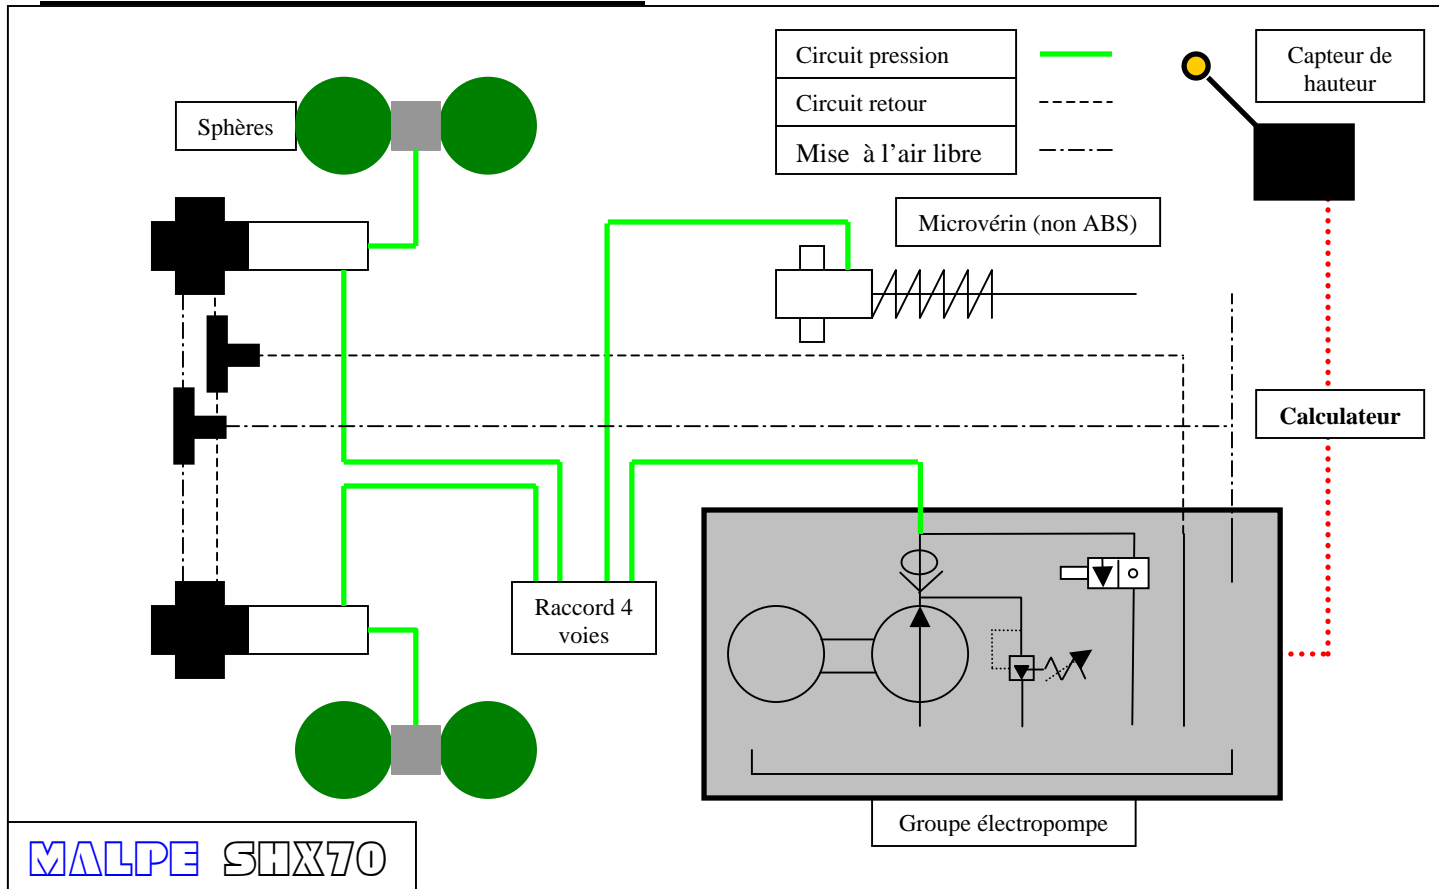 Circuit pression
Capteur de
hauteur
Circuit retour
Sphères
Mise à l'air libre
Microvérin (non ABS)
Calculateur
Raccord 4
voies
Groupe électropompe
MALPE SHX70